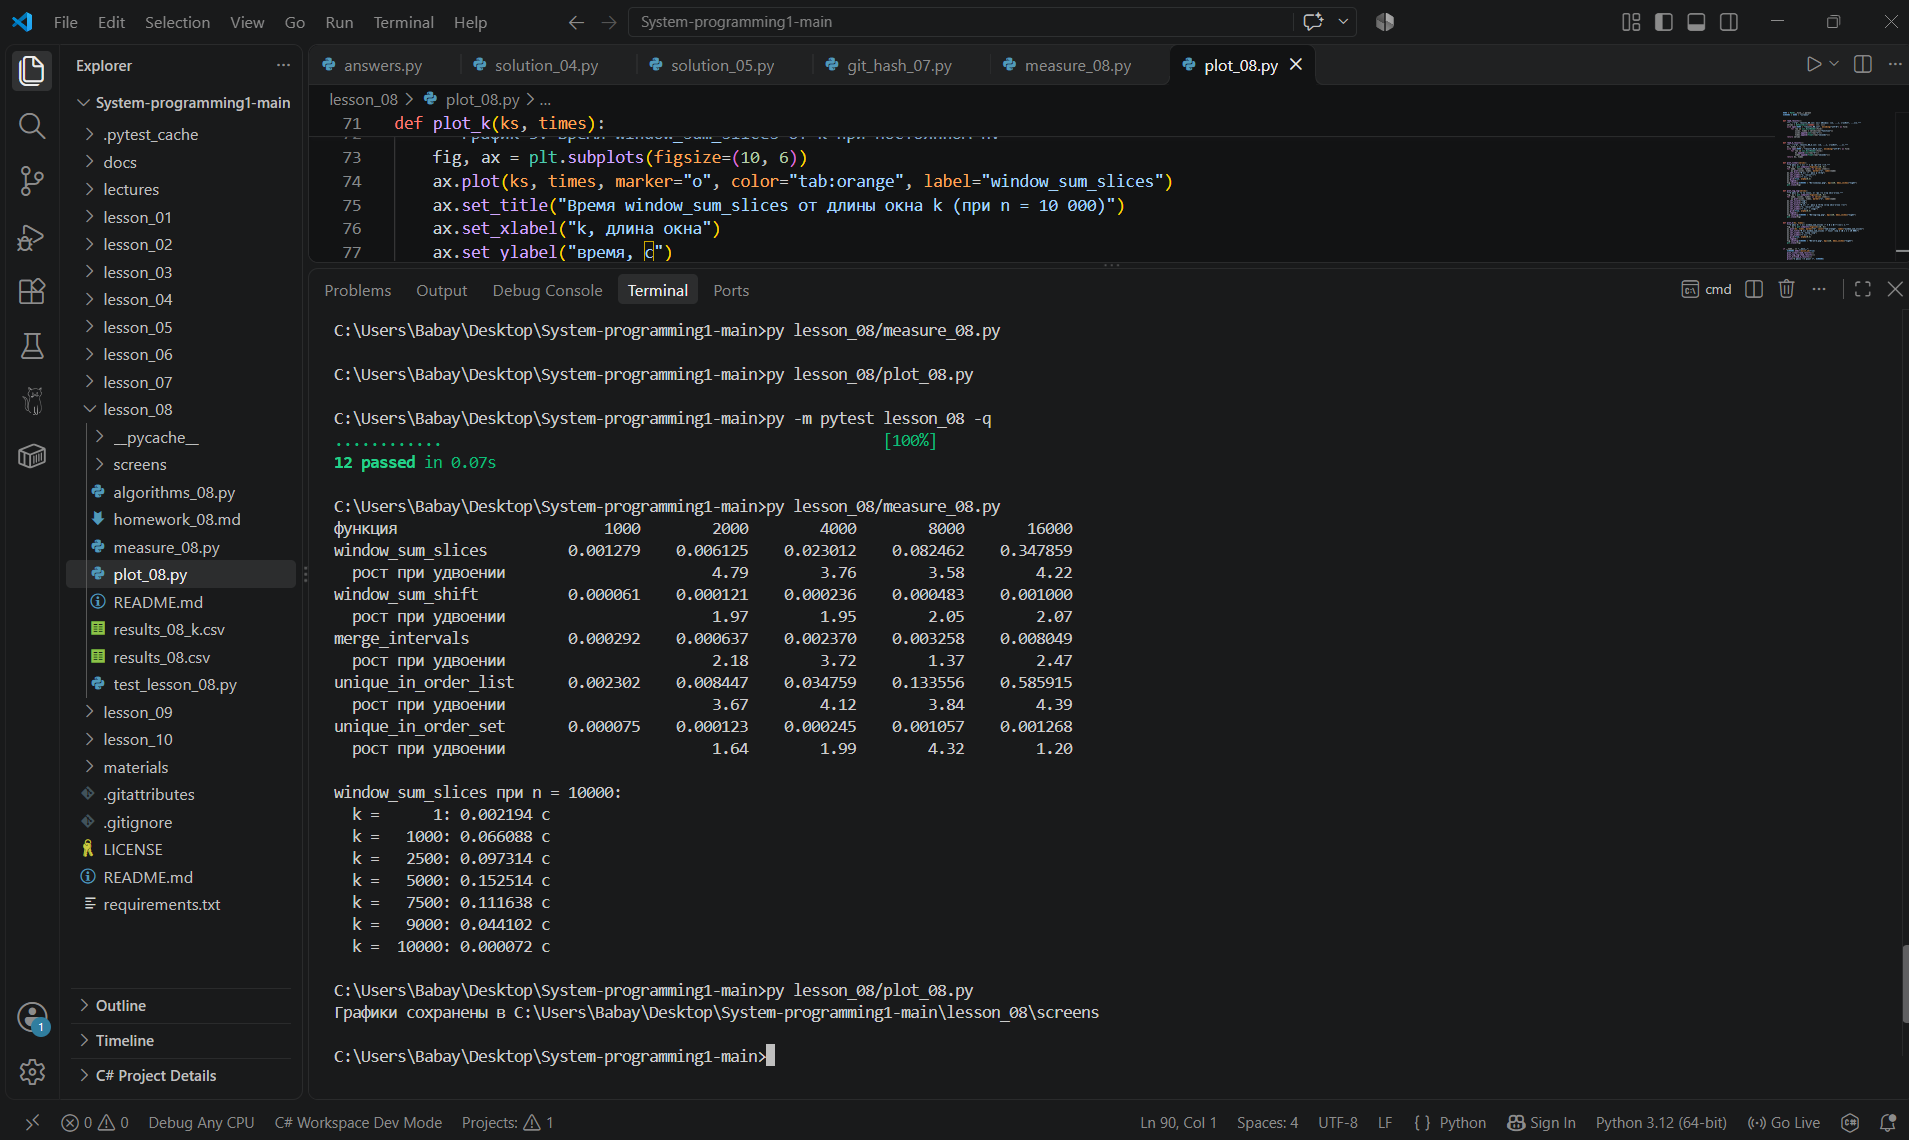 File Edit Selection View Go Run Terminal Help
System-programming1-main
Explorer
System-programming1-main
.pytest_cache
docs
lectures
lesson_01
lesson_02
lesson_03
lesson_04
lesson_05
lesson_06
lesson_07
lesson_08
__pycache__
screens
algorithms_08.py
homework_08.md
measure_08.py
plot_08.py
README.md
results_08_k.csv
results_08.csv
test_lesson_08.py
lesson_09
lesson_10
materials
.gitattributes
.gitignore
LICENSE
README.md
requirements.txt
Outline
Timeline
C# Project Details
1
answers.py solution_04.py solution_05.py git_hash_07.py measure_08.py plot_08.py
lesson_08 > plot_08.py > ...
71 def plot_k(ks, times):
73 fig, ax = plt.subplots(figsize=(10, 6))
74 ax.plot(ks, times, marker="o", color="tab:orange", label="window_sum_slices")
75 ax.set_title("Время window_sum_slices от длины окна k (при n = 10 000)")
76 ax.set_xlabel("k, длина окна")
77 ax.set_ylabel("время, с")
Problems Output Debug Console Terminal Ports
cmd
C:\Users\Babay\Desktop\System-programming1-main>py lesson_08/measure_08.py
C:\Users\Babay\Desktop\System-programming1-main>py lesson_08/plot_08.py
C:\Users\Babay\Desktop\System-programming1-main>py -m pytest lesson_08 -q
............ [100%]
12 passed in 0.07s
C:\Users\Babay\Desktop\System-programming1-main>py lesson_08/measure_08.py
функция 1000 2000 4000 8000 16000
window_sum_slices 0.001279 0.006125 0.023012 0.082462 0.347859
рост при удвоении 4.79 3.76 3.58 4.22
window_sum_shift 0.000061 0.000121 0.000236 0.000483 0.001000
рост при удвоении 1.97 1.95 2.05 2.07
merge_intervals 0.000292 0.000637 0.002370 0.003258 0.008049
рост при удвоении 2.18 3.72 1.37 2.47
unique_in_order_list 0.002302 0.008447 0.034759 0.133556 0.585915
рост при удвоении 3.67 4.12 3.84 4.39
unique_in_order_set 0.000075 0.000123 0.000245 0.001057 0.001268
рост при удвоении 1.64 1.99 4.32 1.20
window_sum_slices при n = 10000:
k = 1: 0.002194 с
k = 1000: 0.066088 с
k = 2500: 0.097314 с
k = 5000: 0.152514 с
k = 7500: 0.111638 с
k = 9000: 0.044102 с
k = 10000: 0.000072 с
C:\Users\Babay\Desktop\System-programming1-main>py lesson_08/plot_08.py
Графики сохранены в C:\Users\Babay\Desktop\System-programming1-main\lesson_08\screens
C:\Users\Babay\Desktop\System-programming1-main>
0 0 Debug Any CPU C# Workspace Dev Mode Projects: 1 Ln 90, Col 1 Spaces: 4 UTF-8 LF { } Python Sign In Python 3.12 (64-bit) Go Live